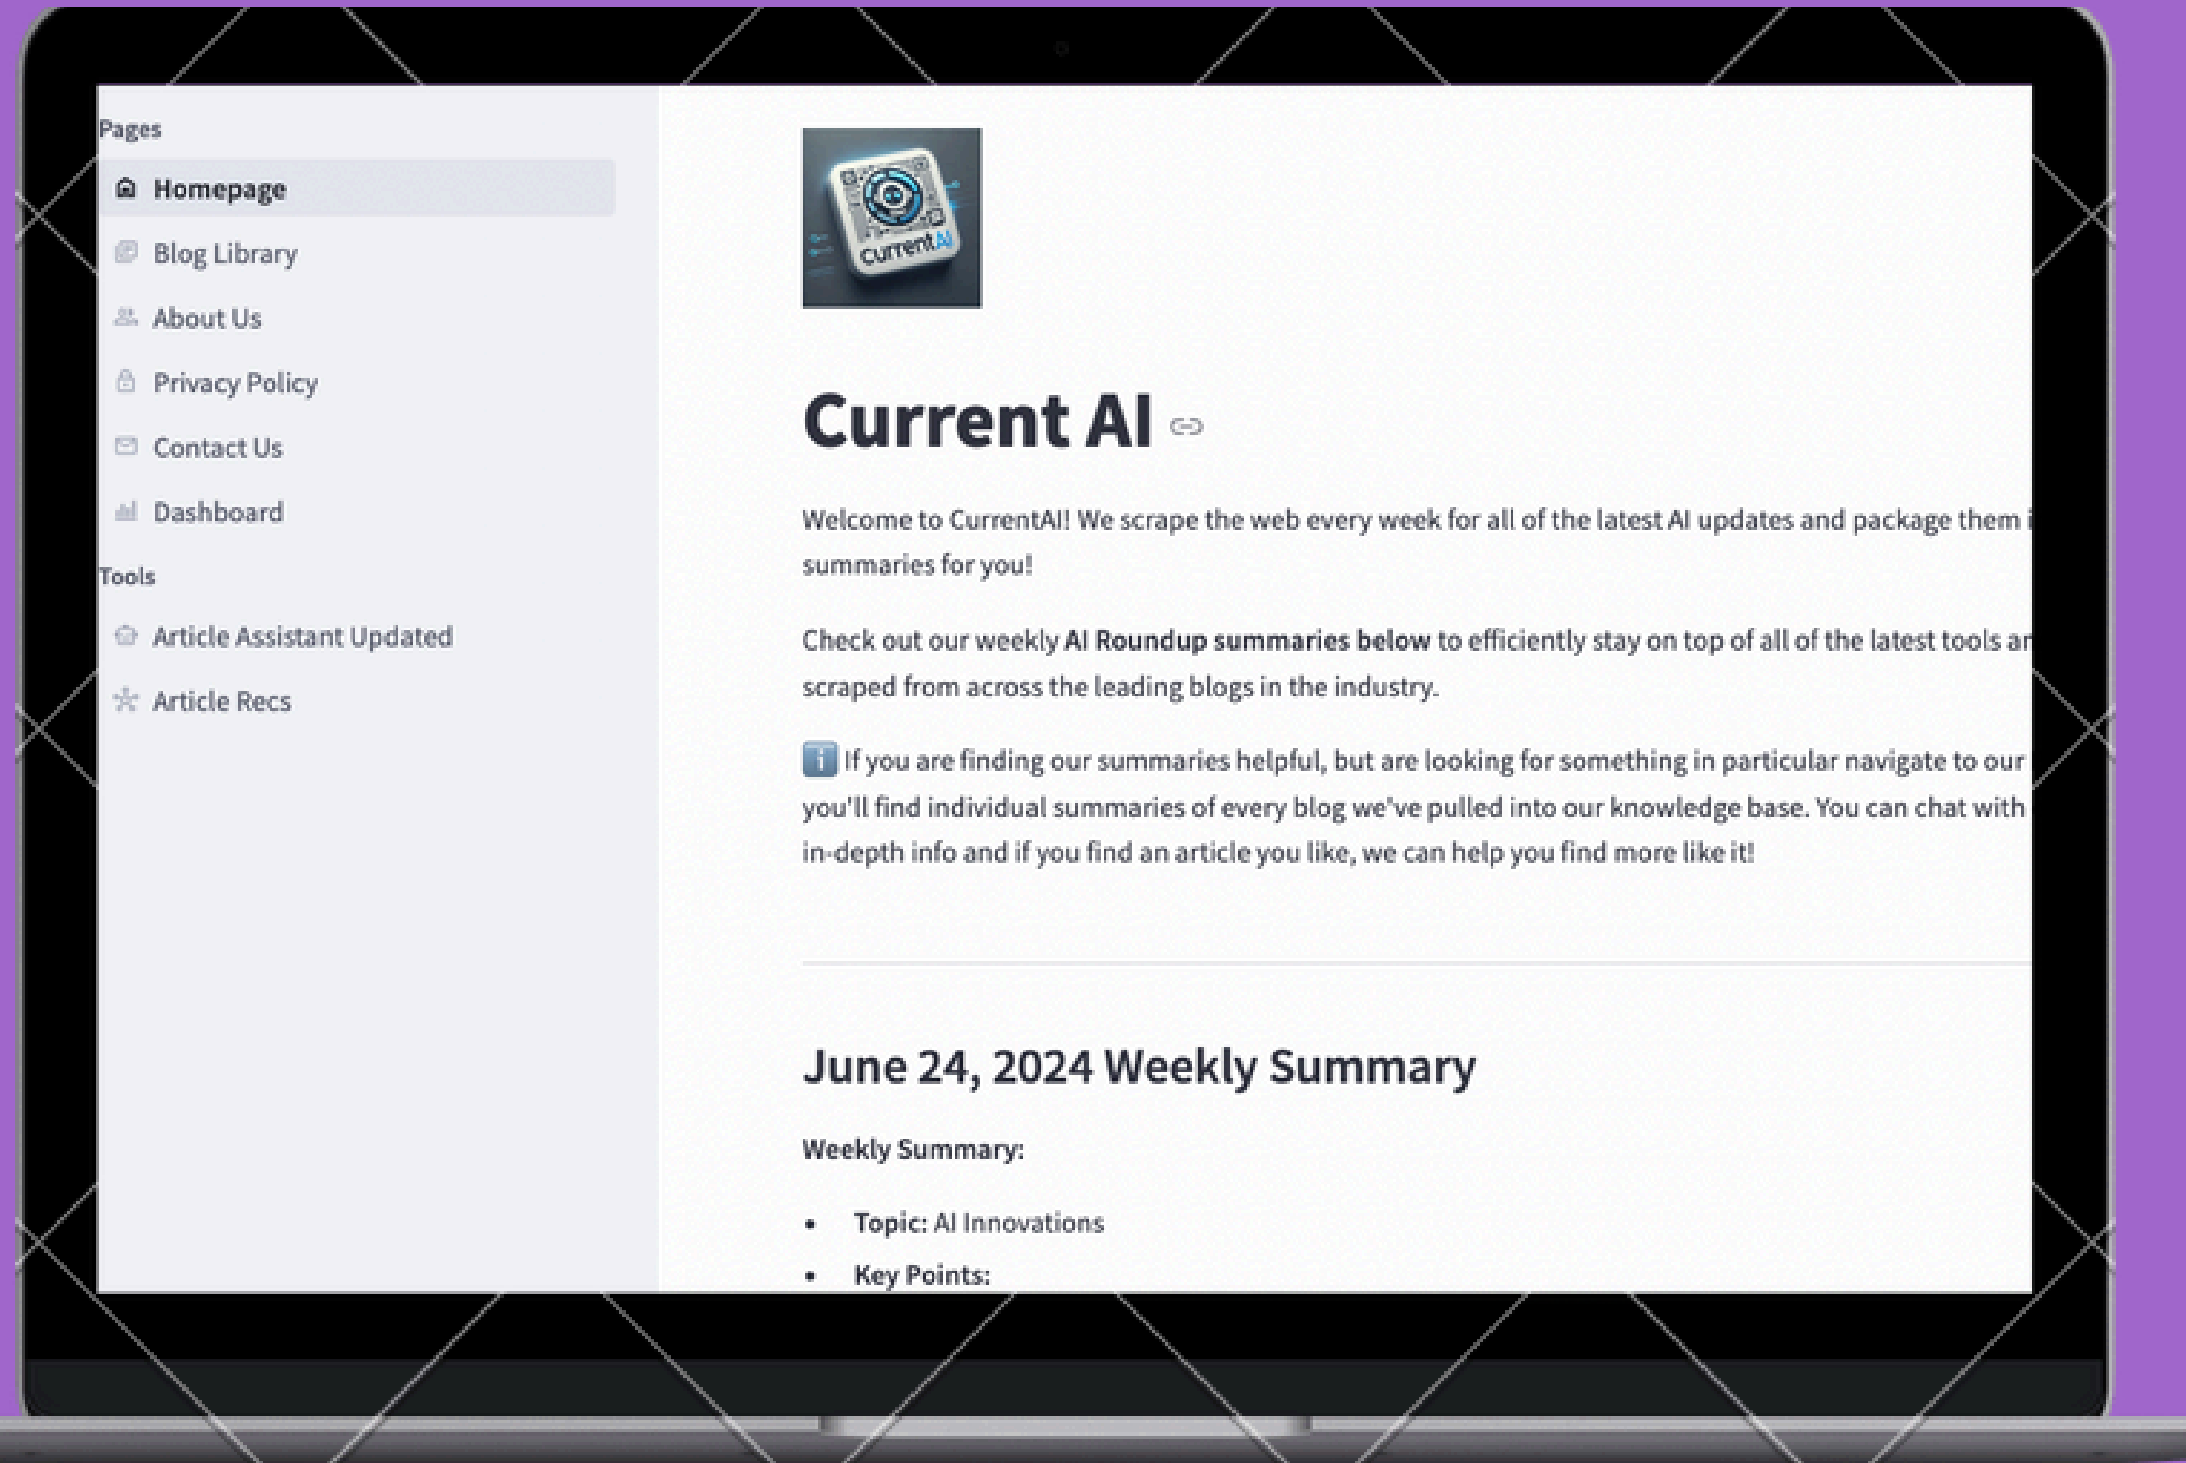 Pages
Homepage
Blog Library
About Us
Privacy Policy
Contact Us
Dashboard
Tools
Article Assistant Updated
Article Recs
CurrentAI
Current AI
Welcome to CurrentAI! We scrape the web every week for all of the latest AI updates and package them
summaries for you!
Check out our weekly AI Roundup summaries below to efficiently stay on top of all of the latest tools
scraped from across the leading blogs in the industry.
If you are finding our summaries helpful, but are looking for something in particular navigate to our
you'll find individual summaries of every blog we've pulled into our knowledge base. You can chat with
in-depth info and if you find an article you like, we can help you find more like it!
June 24, 2024 Weekly Summary
Weekly Summary:
• Topic: AI Innovations
• Key Points: